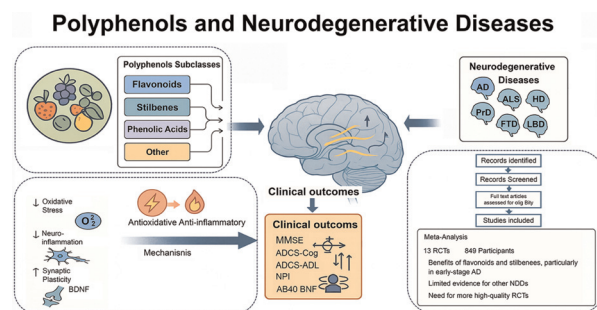 Polyphenols and Neurodegenerative Diseases
Polyphenols Subclasses
Flavonoids
Stilbenes
Phenolic Acids
Other
Neurodegenerative
Diseases
AD
ALS
HD
PrD
FTD
LBD
Clinical outcomes
Clinical outcoms
MMSE
ADCS-Cog
ADCS-ADL
NPI
AB40 BNF
↓ Oxidative
Stress
O²₂
↓ Neuro-
inflammation
↑ Synaptic
Plasticity
BDNF
Antioxidative Anti-inflammatory
Mechanisnis
Records identified
Records Screened
Full text articles
assessed for olig Bily
Studies included
Meta-Analysis
13 RCTs 849 Participants
Benefits of flavonoids and stilbenees, particularly
in early-stage AD
Limited evidence for other NDDs
Need for more high-quality RCTs